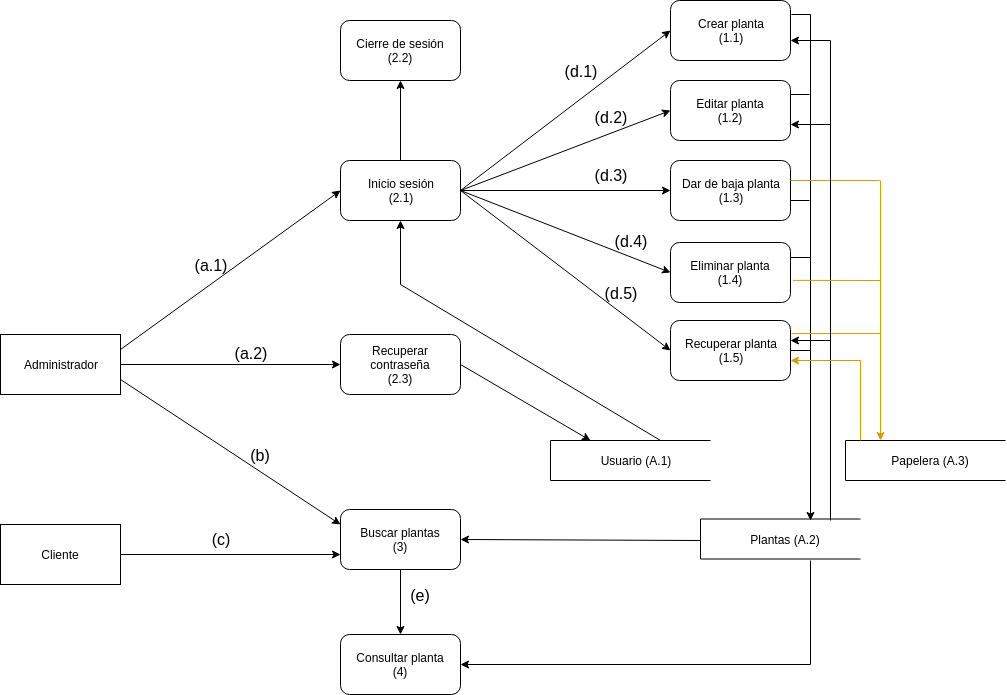 Crear planta
(1.1)
Cierre de sesión
(2.2)
(d.1)
Editar planta
(1.2)
(d.2)
Inicio sesión
(2.1)
(d.3)
Dar de baja planta
(1.3)
(a.1)
(d.4)
Eliminar planta
(1.4)
(d.5)
Recuperar planta
(1.5)
Administrador
(a.2)
Recuperar
contraseña
(2.3)
(b)
Usuario (A.1)
Papelera (A.3)
Cliente
(c)
Buscar plantas
(3)
Plantas (A.2)
(e)
Consultar planta
(4)